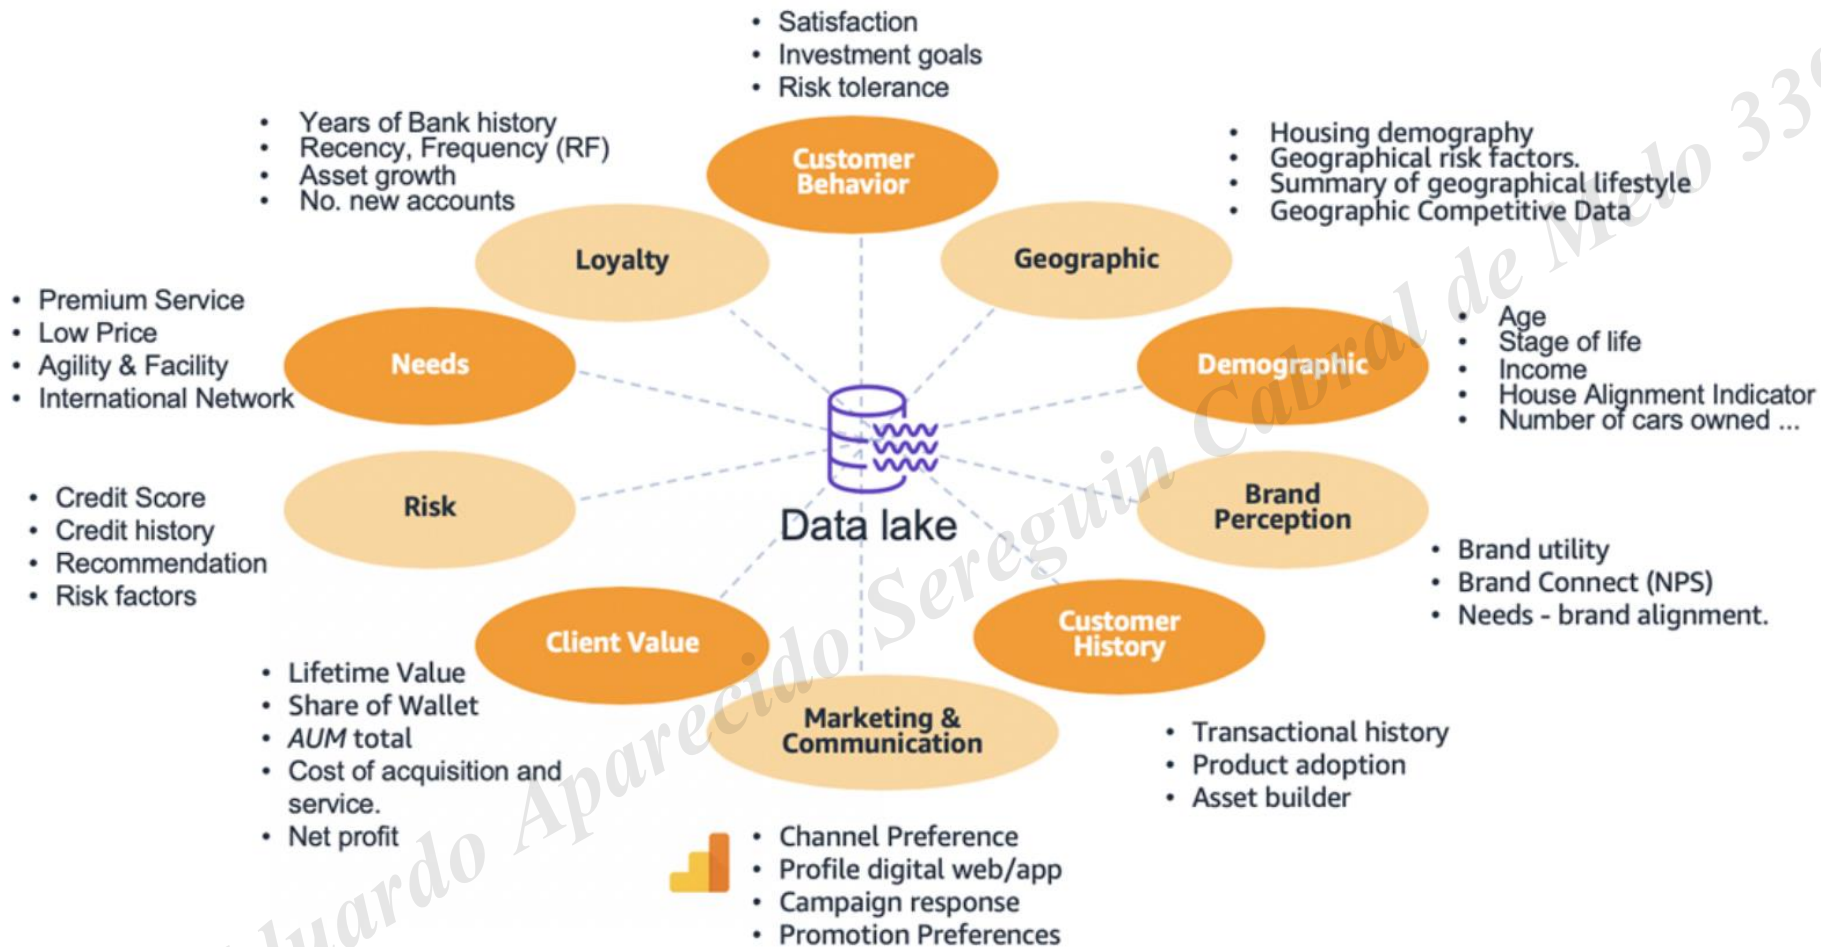 • Satisfaction
• Investment goals
• Risk tolerance
Customer
Behavior
• Years of Bank history
• Recency, Frequency (RF)
• Asset growth
• No. new accounts
Loyalty
• Housing demography
• Geographical risk factors.
• Summary of geographical lifestyle
• Geographic Competitive Data
Geographic
• Premium Service
• Low Price
• Agility & Facility
• International Network
Needs
• Age
• Stage of life
• Income
• House Alignment Indicator
• Number of cars owned ...
Demographic
Data lake
• Credit Score
• Credit history
• Recommendation
• Risk factors
Risk
Brand
Perception
• Brand utility
• Brand Connect (NPS)
• Needs - brand alignment.
Client Value
• Lifetime Value
• Share of Wallet
• AUM total
• Cost of acquisition and
service.
• Net profit
Customer
History
• Transactional history
• Product adoption
• Asset builder
Marketing &
Communication
• Channel Preference
• Profile digital web/app
• Campaign response
• Promotion Preferences
Aparecido Sereguin Cabral de Melo